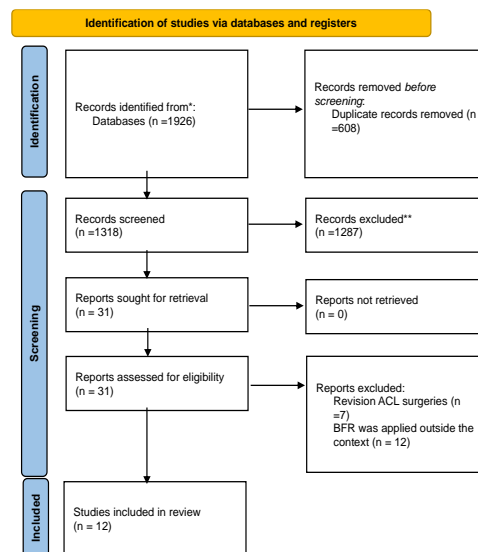 Identification of studies via databases and registers
Identification
Records identified from*:
Databases (n =1926)
Records removed before
screening:
Duplicate records removed (n
=608)
Screening
Records screened
(n =1318)
Records excluded**
(n =1287)
Reports sought for retrieval
(n = 31)
Reports not retrieved
(n = 0)
Reports assessed for eligibility
(n = 31)
Reports excluded:
Revision ACL surgeries (n
=7)
BFR was applied outside the
context (n = 12)
Included
Studies included in review
(n = 12)